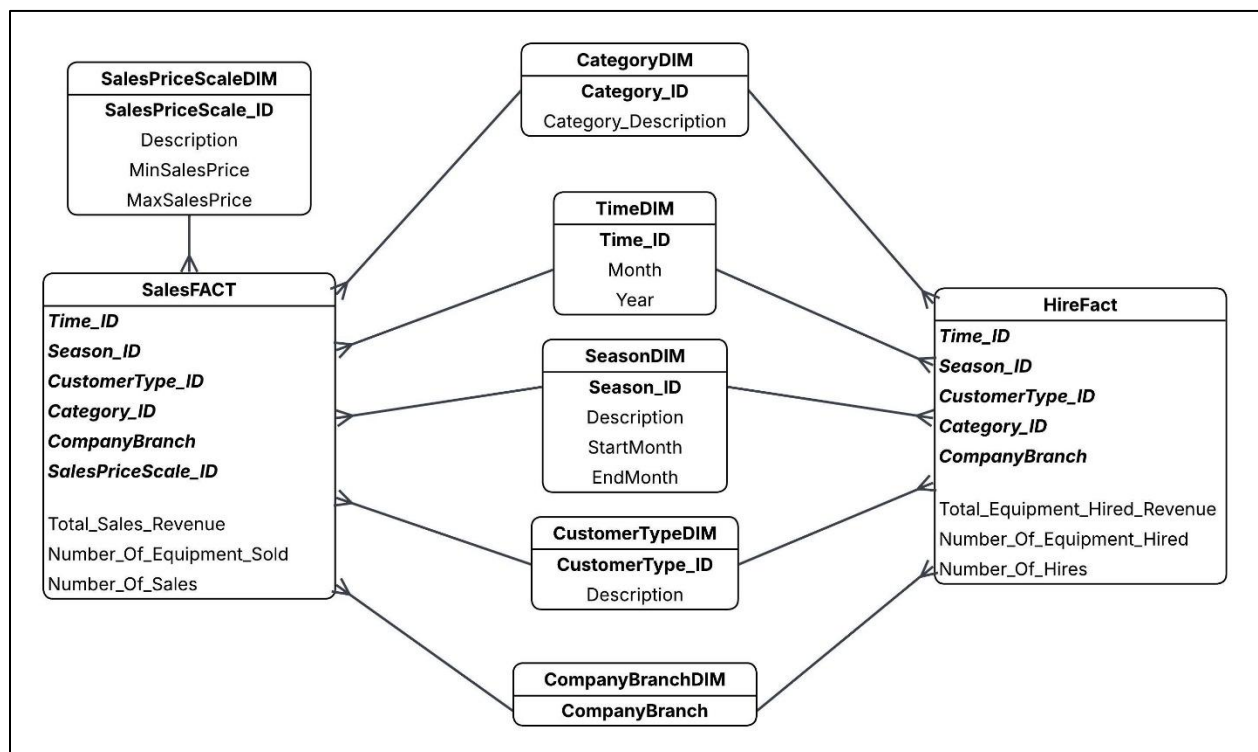 SalesPriceScaleDIM
SalesPriceScale_ID
Description
MinSalesPrice
MaxSalesPrice
CategoryDIM
Category_ID
Category_Description
TimeDIM
Time_ID
Month
Year
SalesFACT
Time_ID
Season_ID
CustomerType_ID
Category_ID
CompanyBranch
SalesPriceScale_ID
Total_Sales_Revenue
Number_Of_Equipment_Sold
Number_Of_Sales
SeasonDIM
Season_ID
Description
StartMonth
EndMonth
CustomerTypeDIM
CustomerType_ID
Description
CompanyBranchDIM
CompanyBranch
HireFact
Time_ID
Season_ID
CustomerType_ID
Category_ID
CompanyBranch
Total_Equipment_Hired_Revenue
Number_Of_Equipment_Hired
Number_Of_Hires